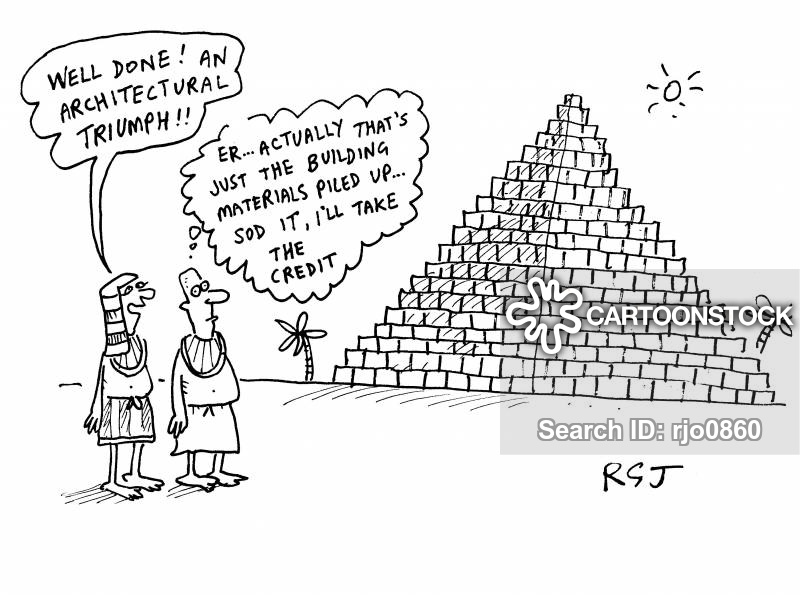 WELL DONE! AN
ARCHITECTURAL
TRIUMPH!!
ER... ACTUALLY THAT'S
JUST THE BUILDING
MATERIALS PILED UP...
SOD IT, I'LL TAKE
THE
CREDIT
CARTOONSTOCK
Search ID: rjo0860
RGJ